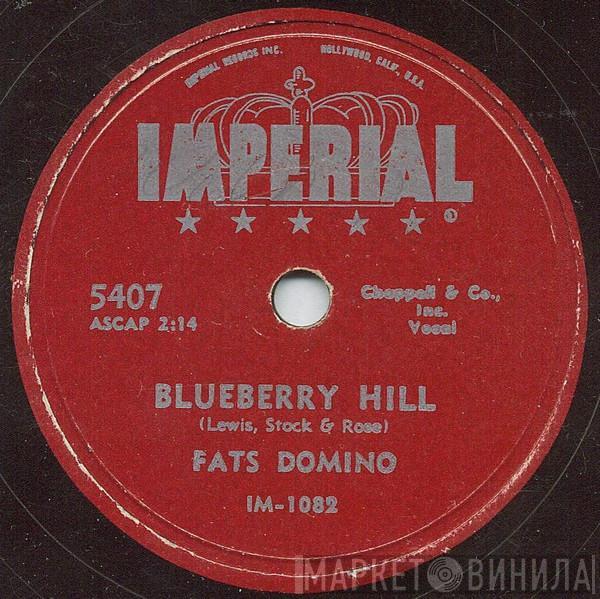 IMPERIAL RECORDS INC. HOLLYWOOD, CALIF., U.S.A.
IMPERIAL
5407
ASCAP 2:14
Chappell & Co.,
Inc.
Vocal
BLUEBERRY HILL
(Lewis, Stock & Rose)
FATS DOMINO
IM-1082
МАРКЕТ ВИНИЛА